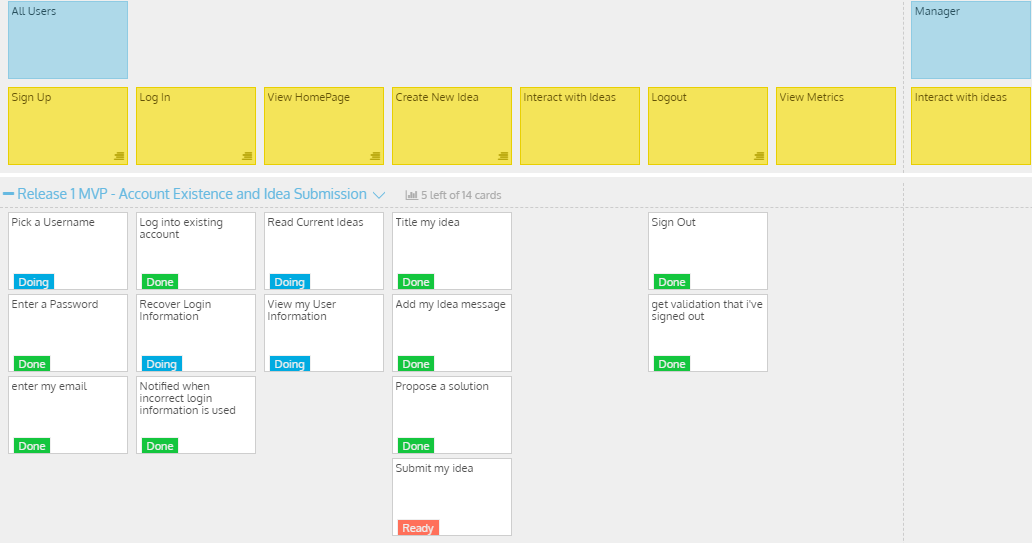 All Users
Manager
Sign Up
Log In
View HomePage
Create New Idea
Interact with Ideas
Logout
View Metrics
Interact with ideas
Release 1 MVP - Account Existence and Idea Submission
5 left of 14 cards
Pick a Username
Doing
Log into existing
account
Done
Read Current Ideas
Doing
Title my idea
Done
Sign Out
Done
Enter a Password
Done
Recover Login
Information
Doing
View my User
Information
Doing
Add my Idea message
Done
get validation that i've
signed out
Done
enter my email
Done
Notified when
incorrect login
information is used
Done
Propose a solution
Done
Submit my idea
Ready